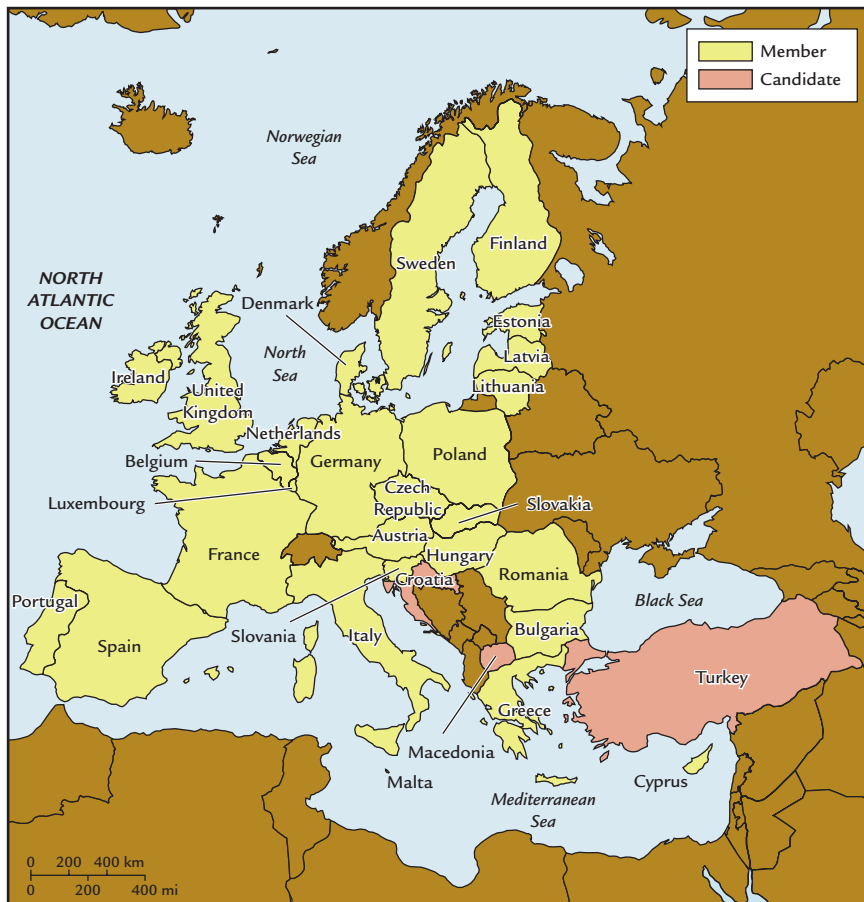 Member
Candidate
Norwegian
Sea
NORTH
ATLANTIC
OCEAN
Finland
Sweden
Denmark
Estonia
North
Sea
Latvia
Ireland
Lithuania
United
Kingdom
Netherlands
Belgium
Germany
Poland
Luxembourg
Czech
Republic
Slovakia
Austria
France
Hungary
Croatia
Romania
Portugal
Black Sea
Slovania
Spain
Italy
Bulgaria
Turkey
Greece
Macedonia
Malta
Cyprus
Mediterranean
Sea
0 200 400 km
0 200 400 mi